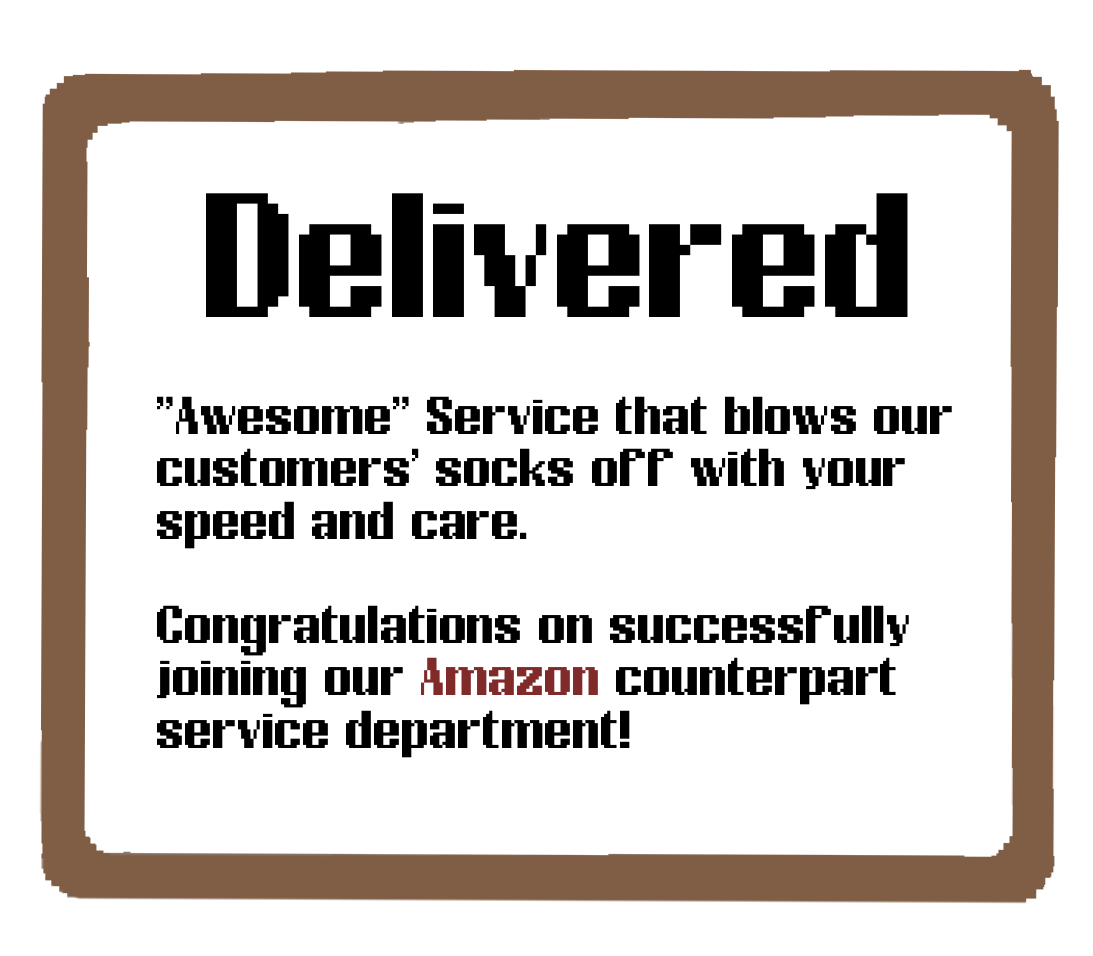 Delivered
"Awesome" Service that blows our
customers' socks off with your
speed and care.
Congratulations on successfully
joining our Amazon counterpart
service department!